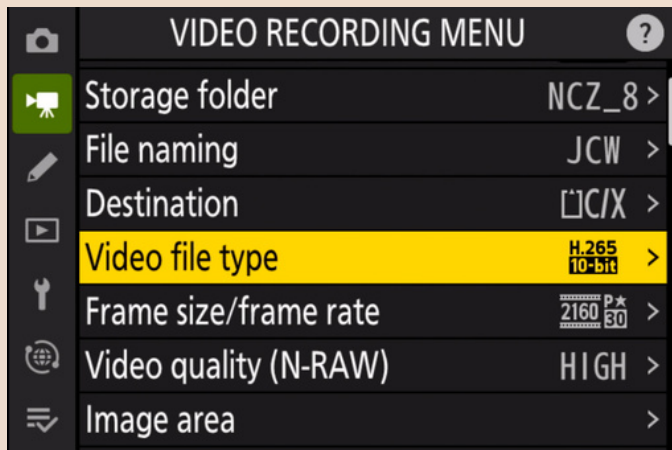 VIDEO RECORDING MENU ?
Storage folder NCZ_8 >
File naming JCW >
Destination C/X >
Video file type H.265 10-bit >
Frame size/frame rate 2160 P★ 30 >
Video quality (N-RAW) HIGH >
Image area >